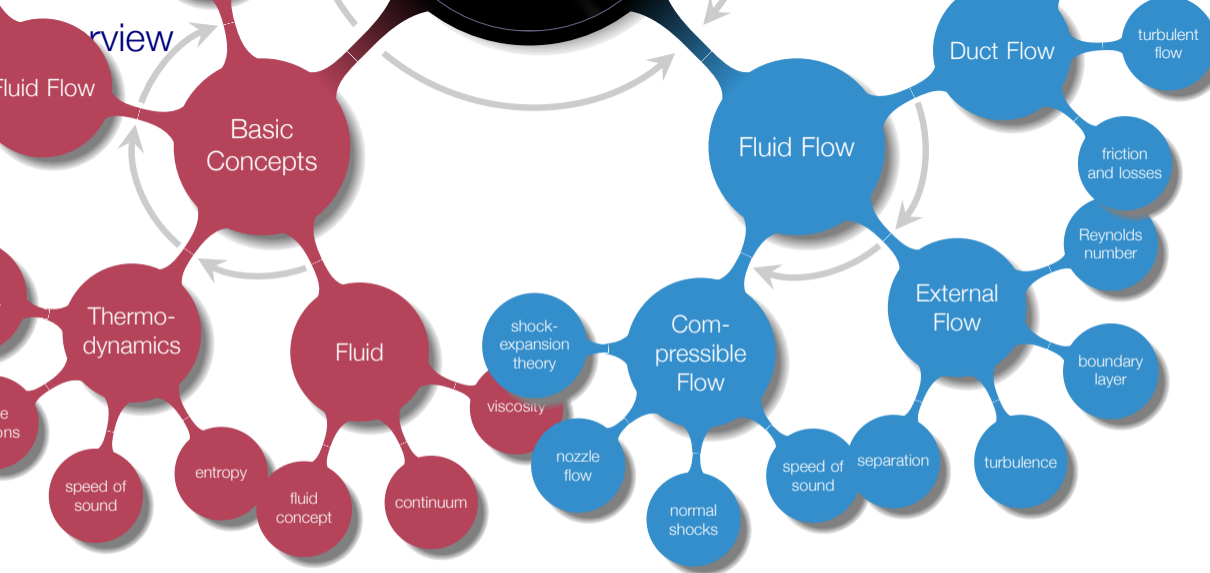 rview
Fluid Flow
Basic
Concepts
Thermo-
dynamics
speed of
sound
entropy
Fluid
fluid
concept
continuum
viscosity
Fluid Flow
Duct Flow
turbulent
flow
friction
and losses
External
Flow
Reynolds
number
boundary
layer
turbulence
separation
Com-
pressible
Flow
shock-
expansion
theory
nozzle
flow
normal
shocks
speed of
sound